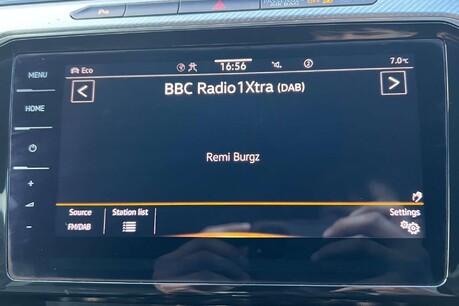 MENU
Eco
16:56
7.0°C
HOME
BBC Radio1Xtra (DAB)
Remi Burgz
Source
Station list
Settings
FM/DAB